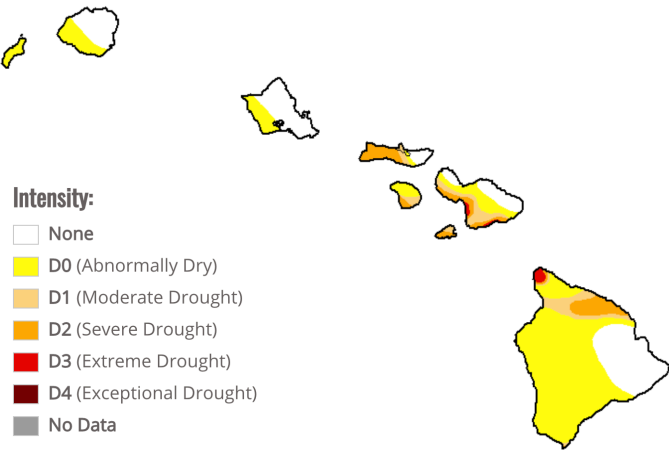 Intensity:
None
D0 (Abnormally Dry)
D1 (Moderate Drought)
D2 (Severe Drought)
D3 (Extreme Drought)
D4 (Exceptional Drought)
No Data